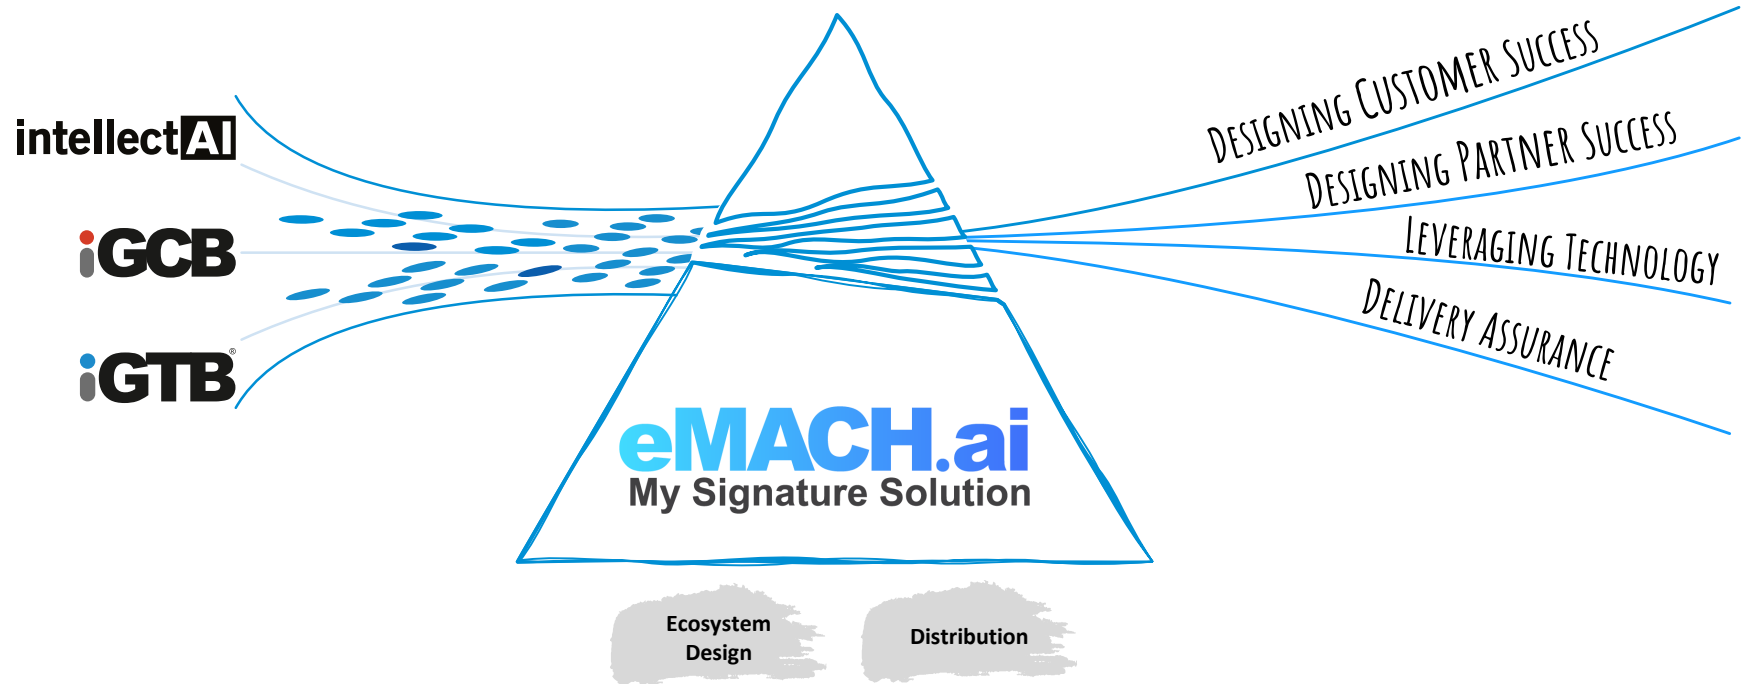 intellectAI
iGCB
iGTB®
Designing Customer Success
Designing Partner Success
Leveraging Technology
Delivery Assurance
eMACH.ai
My Signature Solution
Ecosystem
Design
Distribution